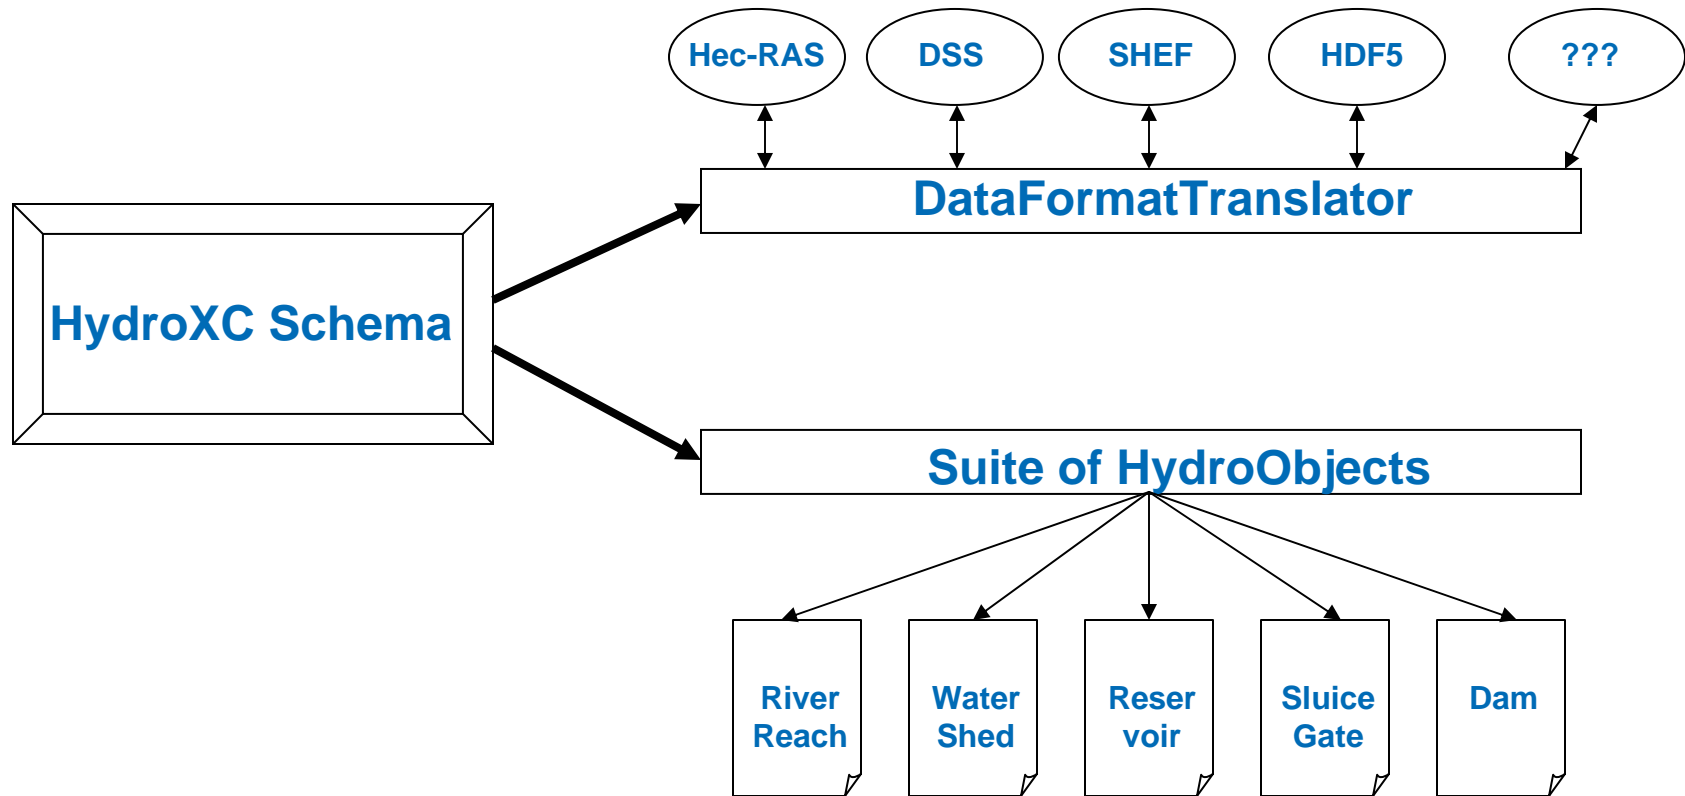 Hec-RAS
DSS
SHEF
HDF5
???
DataFormatTranslator
HydroXC Schema
Suite of HydroObjects
River
Reach
Water
Shed
Reser
voir
Sluice
Gate
Dam